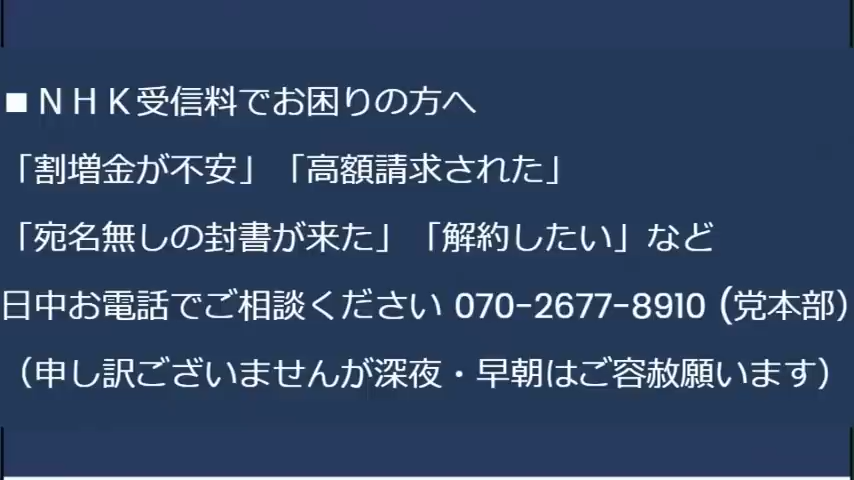 ■ＮＨＫ受信料でお困りの方へ
「割増金が不安」「高額請求された」
「宛名無しの封書が来た」「解約したい」など
日中お電話でご相談ください 070-2677-8910 (党本部)
（申し訳ございませんが深夜・早朝はご容赦願います）